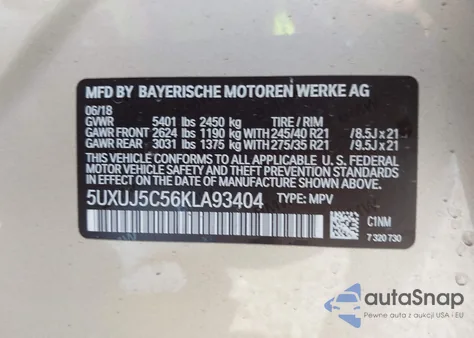 MFD BY BAYERISCHE MOTOREN WERKE AG
06/18
GVWR 5401 lbs 2450 kg TIRE / RIM
GAWR FRONT 2624 lbs 1190 kg WITH 245/40 R21 /8.5J x 21
GAWR REAR - 3031 lbs 1375 kg WITH 275/35 R21 /9.5J x 21
THIS VEHICLE CONFORMS TO ALL APPLICABLE U. S. FEDERAL
MOTOR VEHICLE SAFETY AND THEFT PREVENTION STANDARDS
IN EFFECT ON THE DATE OF MANUFACTURE SHOWN ABOVE.
5UXUJ5C56KLA93404 TYPE: MPV
C1NM
7 320 730
autoSnap
Pewne auta z aukcji USA i EU